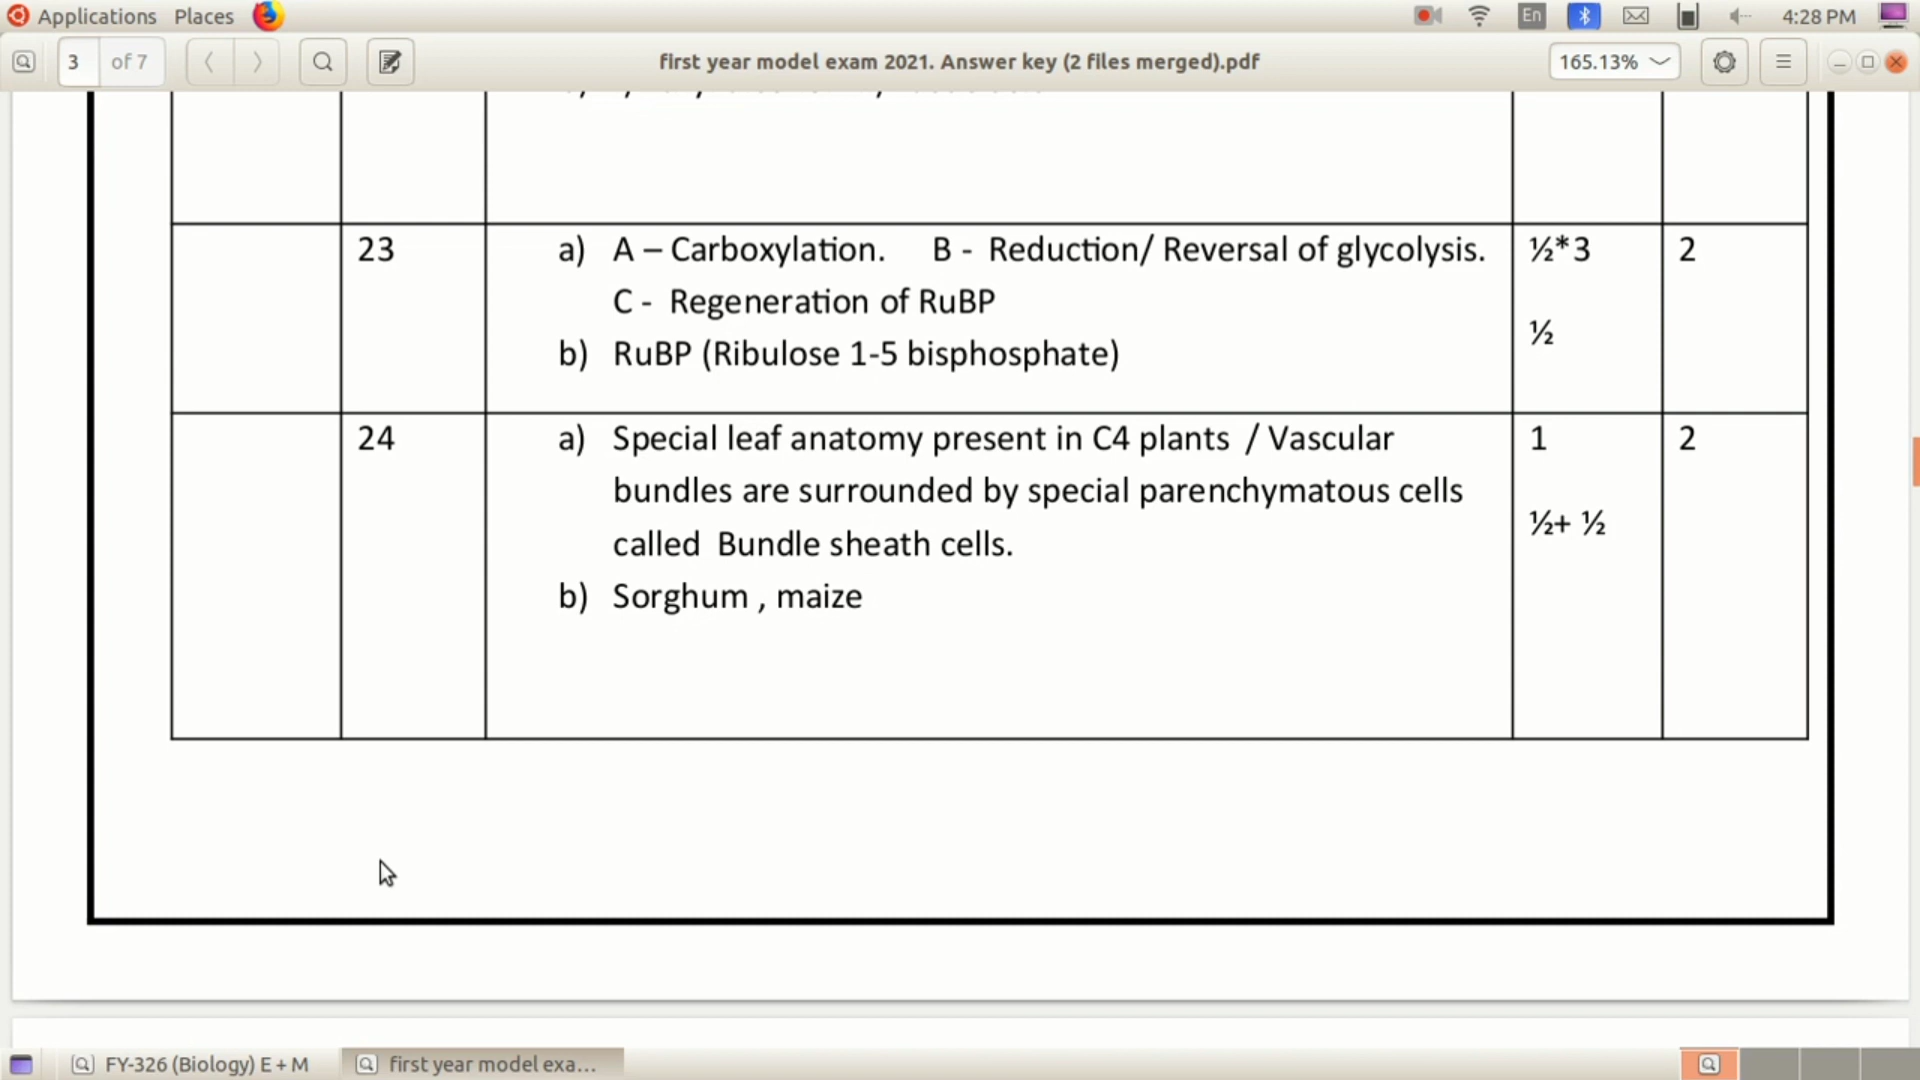 Applications Places En 4:28 PM
3 of 7 first year model exam 2021. Answer key (2 files merged).pdf 165.13%
23 a) A – Carboxylation. B - Reduction/ Reversal of glycolysis. ½*3 2
C - Regeneration of RuBP
½
b) RuBP (Ribulose 1-5 bisphosphate)
24 a) Special leaf anatomy present in C4 plants / Vascular 1 2
bundles are surrounded by special parenchymatous cells
½+ ½
called Bundle sheath cells.
b) Sorghum , maize
FY-326 (Biology) E + M first year model exa...